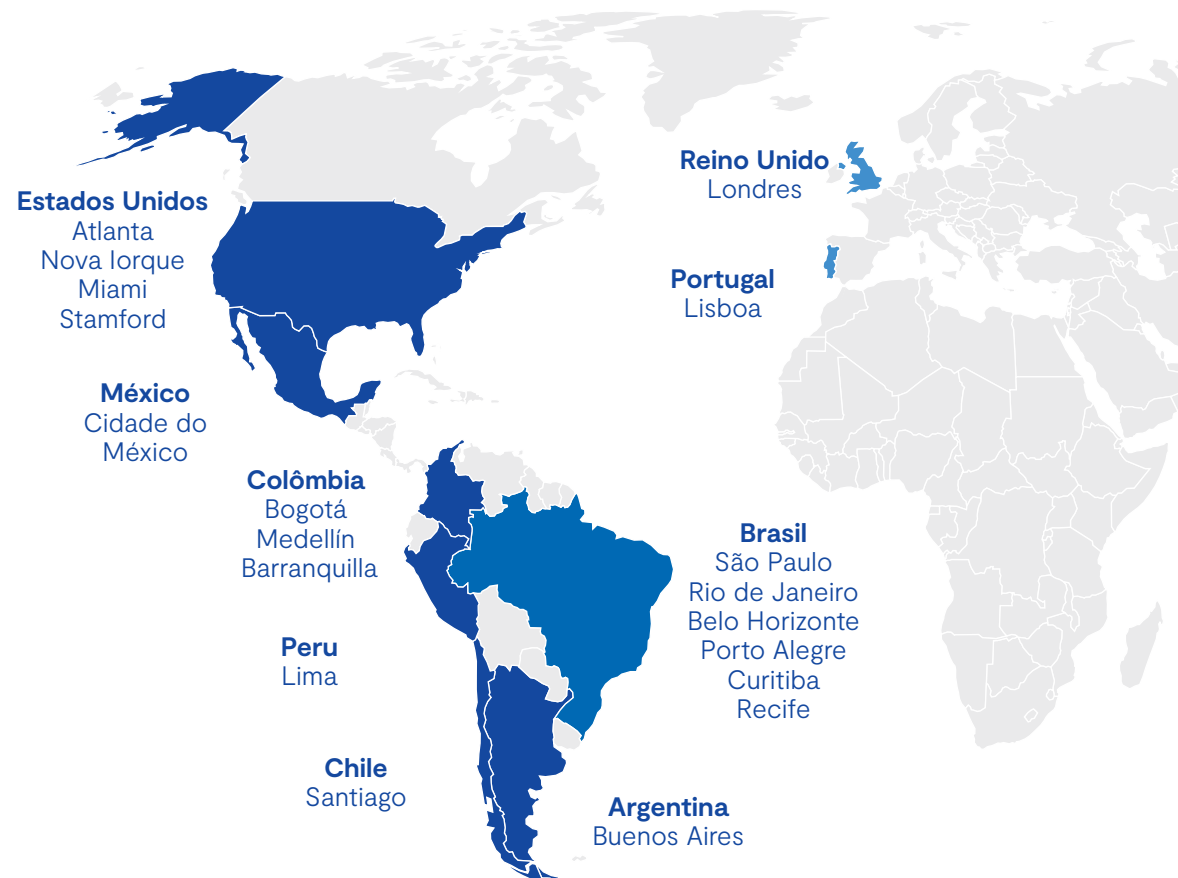 Estados Unidos
Atlanta
Nova Iorque
Miami
Stamford
México
Cidade do
México
Colômbia
Bogotá
Medellín
Barranquilla
Peru
Lima
Chile
Santiago
Argentina
Buenos Aires
Brasil
São Paulo
Rio de Janeiro
Belo Horizonte
Porto Alegre
Curitiba
Recife
Reino Unido
Londres
Portugal
Lisboa